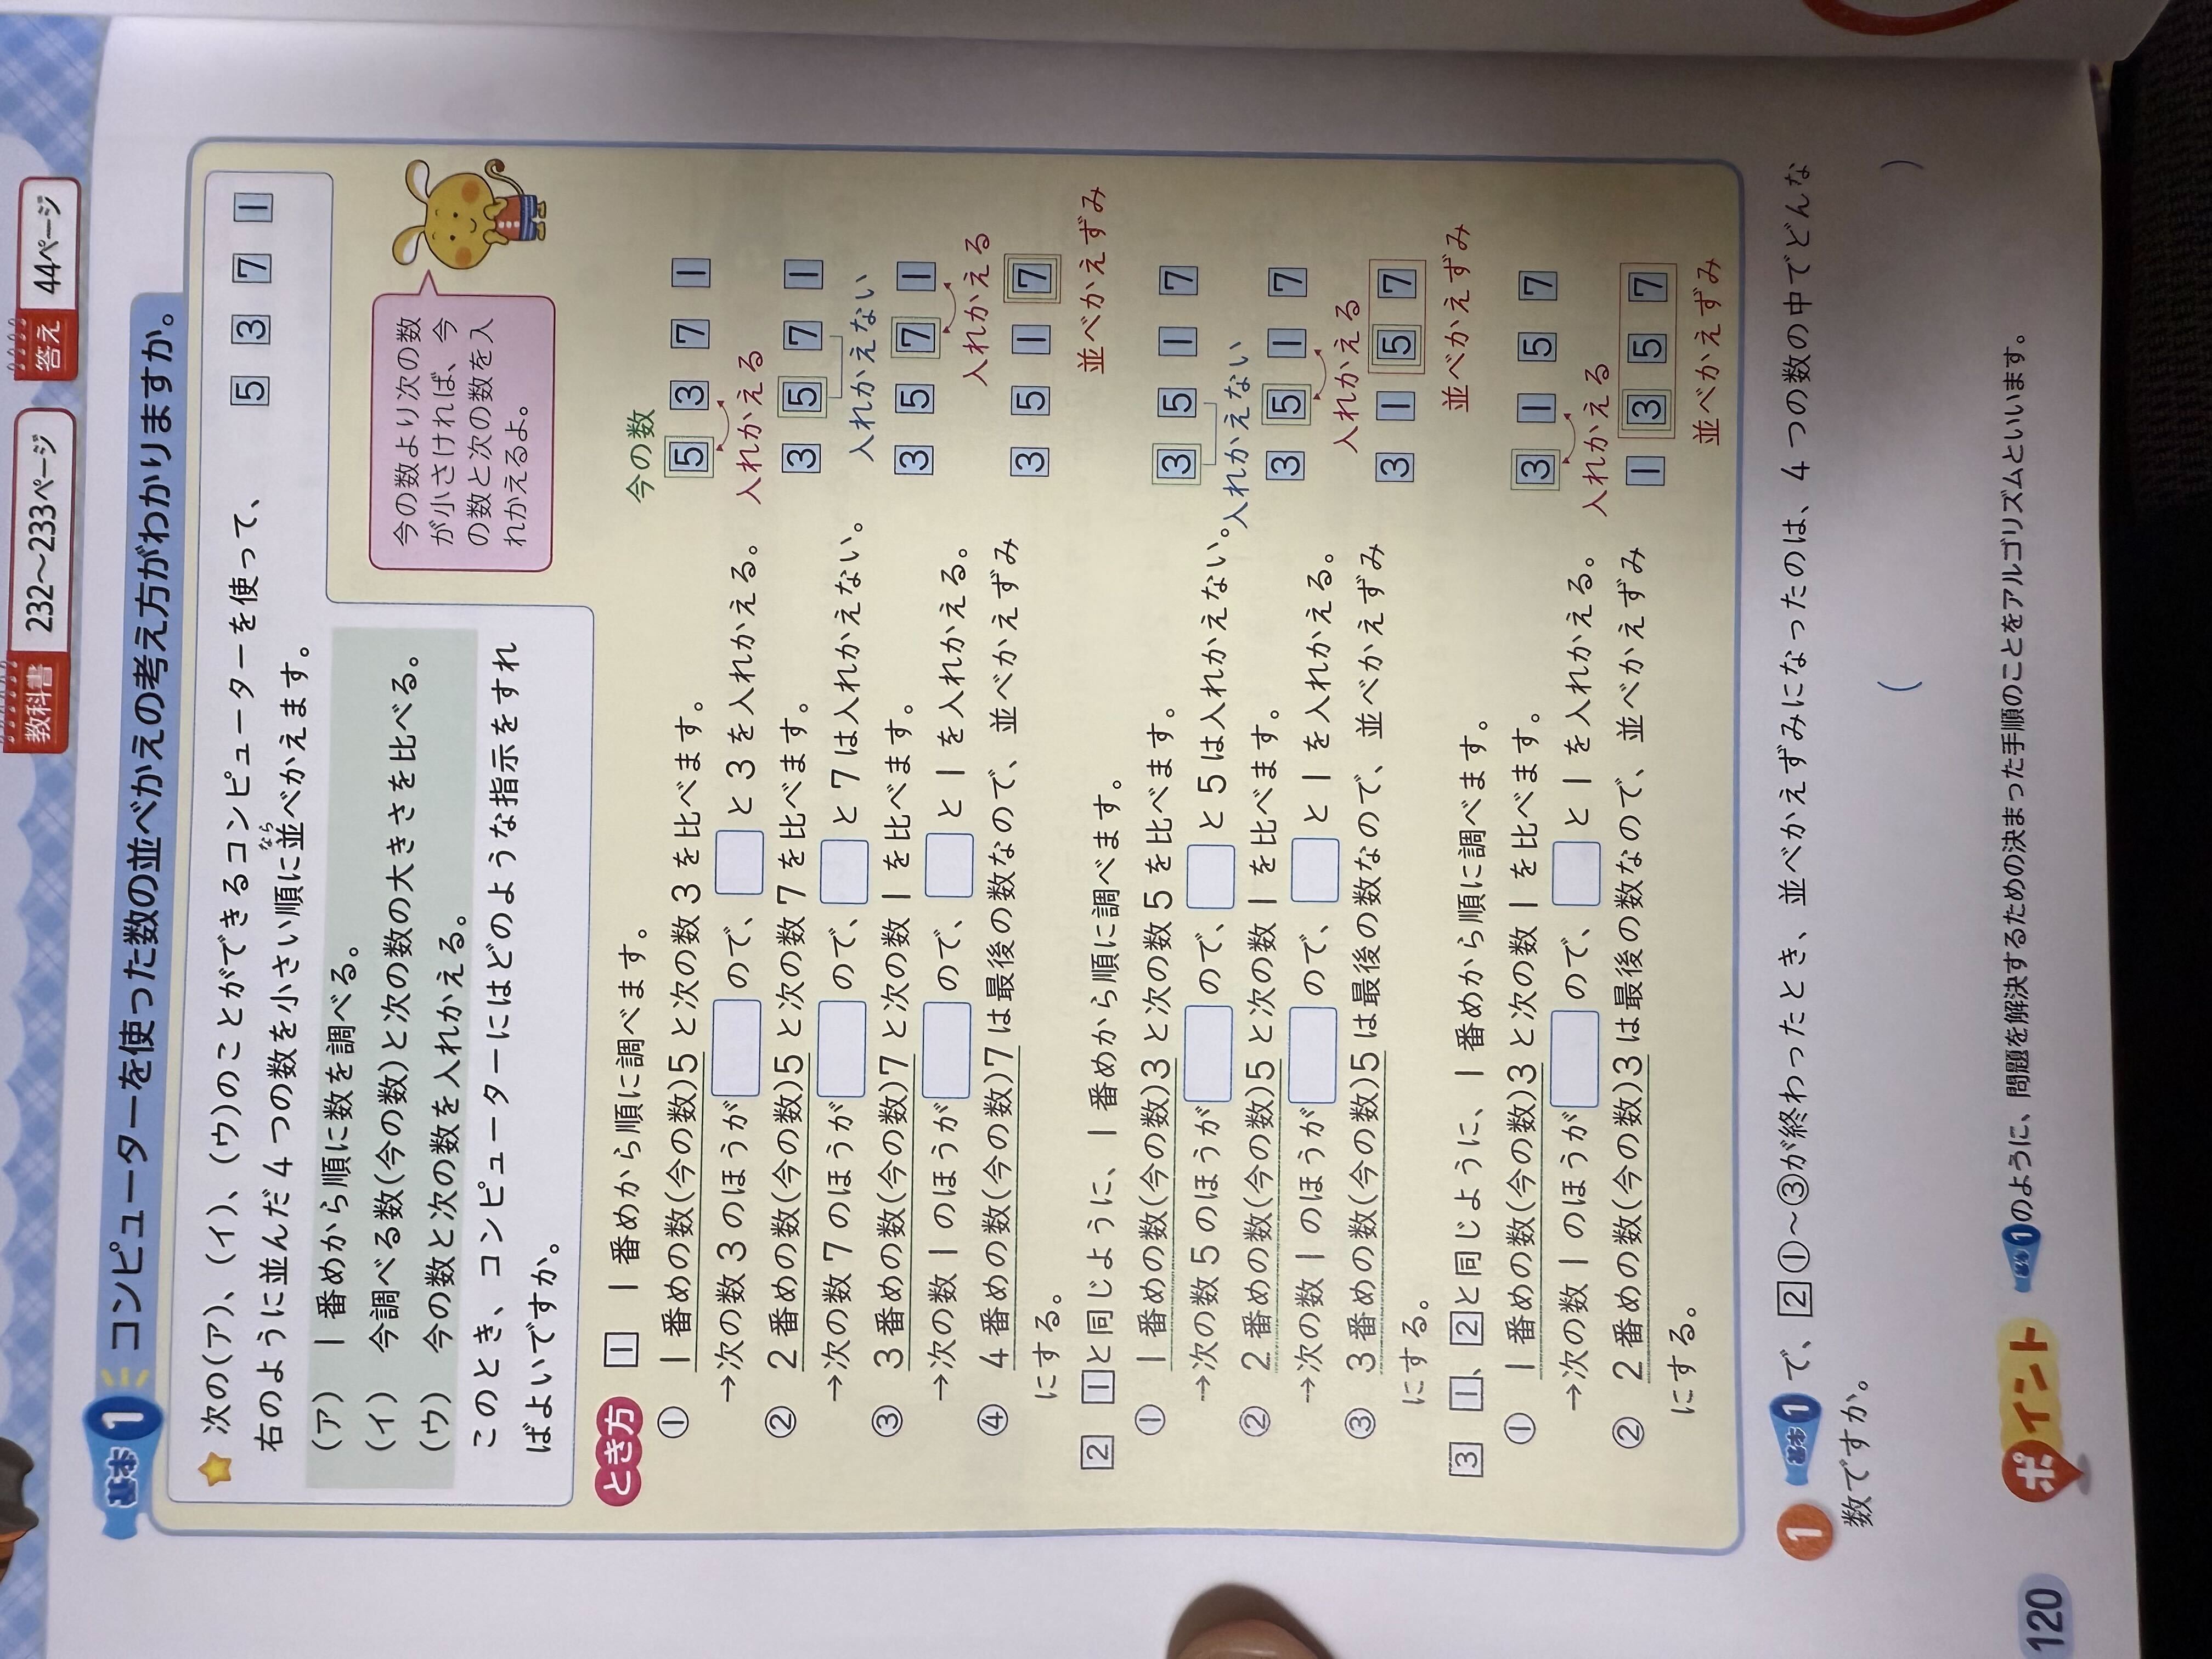 教科書 232～233ページ 答え 44ページ
基本1 コンピューターを使った数の並べかえの考え方がわかりますか。
次の(ア)、(イ)、(ウ)のことができるコンピューターを使って、
右のように並んだ4つの数を小さい順に並べかえます。
なら
5 3 7 1
(ア) 1番めから順に数を調べる。
(イ) 今調べる数(今の数)と次の数の大きさを比べる。
(ウ) 今の数と次の数を入れかえる。
このとき、コンピューターにはどのような指示をすれ
ばよいですか。
今の数より次の数
が小さければ、今
の数と次の数を入
れかえるよ。
とき方 1 1番めから順に調べます。
今の数
① 1番めの数(今の数)5と次の数3を比べます。
5 3 7 1
→次の数3のほうが ので、 と3を入れかえる。
入れかえる
② 2番めの数(今の数)5と次の数7を比べます。
3 5 7 1
→次の数7のほうが ので、 と7は入れかえない。
入れかえない
③ 3番めの数(今の数)7と次の数1を比べます。
3 5 7 1
→次の数1のほうが ので、 と1を入れかえる。
入れかえる
④ 4番めの数(今の数)7は最後の数なので、並べかえずみ
にする。
3 5 1 7
並べかえずみ
2 1と同じように、1番めから順に調べます。
① 1番めの数(今の数)3と次の数5を比べます。
3 5 1 7
→次の数5のほうが ので、 と5は入れかえない。
入れかえない
② 2番めの数(今の数)5と次の数1を比べます。
3 5 1 7
→次の数1のほうが ので、 と1を入れかえる。
入れかえる
③ 3番めの数(今の数)5は最後の数なので、並べかえずみ
にする。
3 1 5 7
並べかえずみ
3 1、2と同じように、1番めから順に調べます。
① 1番めの数(今の数)3と次の数1を比べます。
3 1 5 7
→次の数1のほうが ので、 と1を入れかえる。
入れかえる
② 2番めの数(今の数)3は最後の数なので、並べかえずみ
にする。
1 3 5 7
並べかえずみ
1 基本1で、2①～③が終わったとき、並べかえずみになったのは、4つの数の中でどんな
数ですか。
( )
ポイント 基本1のように、問題を解決するための決まった手順のことをアルゴリズムといいます。
120